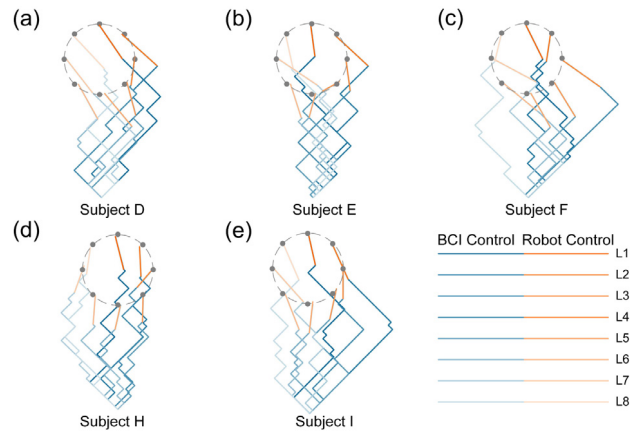 (a)
(b)
(c)
Subject D
Subject E
Subject F
(d)
(e)
BCI Control Robot Control
L1
L2
L3
L4
L5
L6
L7
L8
Subject H
Subject I